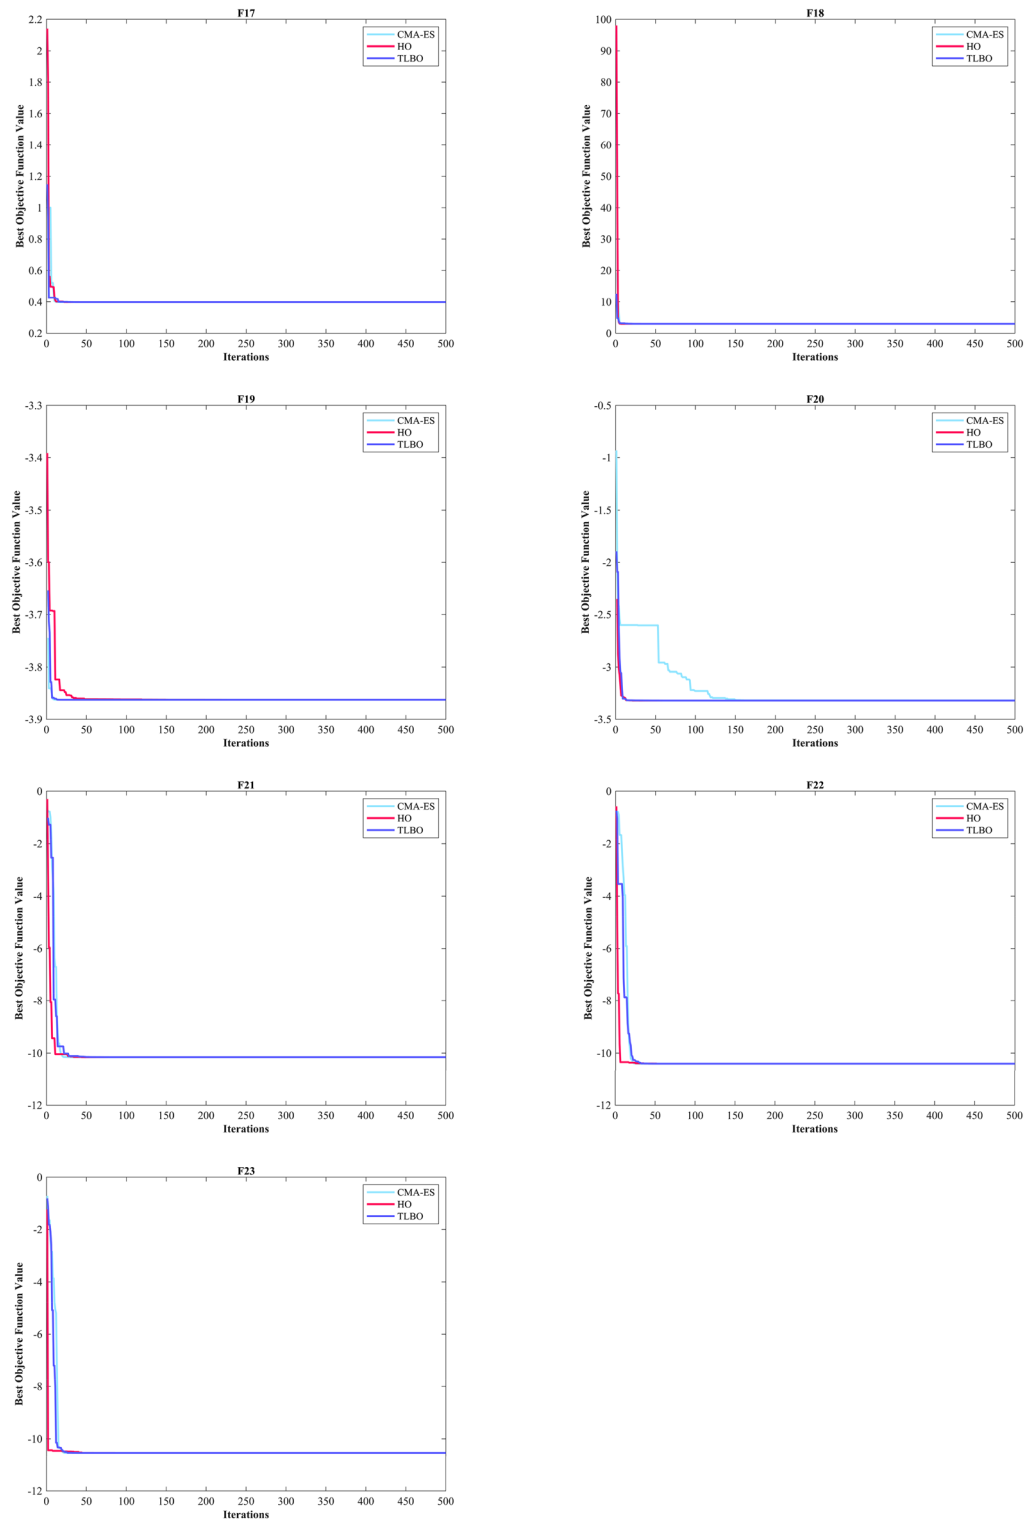 F17
2.2
2
1.8
1.6
1.4
1.2
1
0.8
0.6
0.4
0.2
Best Objective Function Value
0 50 100 150 200 250 300 350 400 450 500
Iterations
CMA-ES
HO
TLBO
F18
100
90
80
70
60
50
40
30
20
10
0
Best Objective Function Value
0 50 100 150 200 250 300 350 400 450 500
Iterations
CMA-ES
HO
TLBO
F19
-3.3
-3.4
-3.5
-3.6
-3.7
-3.8
-3.9
Best Objective Function Value
0 50 100 150 200 250 300 350 400 450 500
Iterations
CMA-ES
HO
TLBO
F20
-0.5
-1
-1.5
-2
-2.5
-3
-3.5
Best Objective Function Value
0 50 100 150 200 250 300 350 400 450 500
Iterations
CMA-ES
HO
TLBO
F21
0
-2
-4
-6
-8
-10
-12
Best Objective Function Value
0 50 100 150 200 250 300 350 400 450 500
Iterations
CMA-ES
HO
TLBO
F22
0
-2
-4
-6
-8
-10
-12
Best Objective Function Value
0 50 100 150 200 250 300 350 400 450 500
Iterations
CMA-ES
HO
TLBO
F23
0
-2
-4
-6
-8
-10
-12
Best Objective Function Value
0 50 100 150 200 250 300 350 400 450 500
Iterations
CMA-ES
HO
TLBO